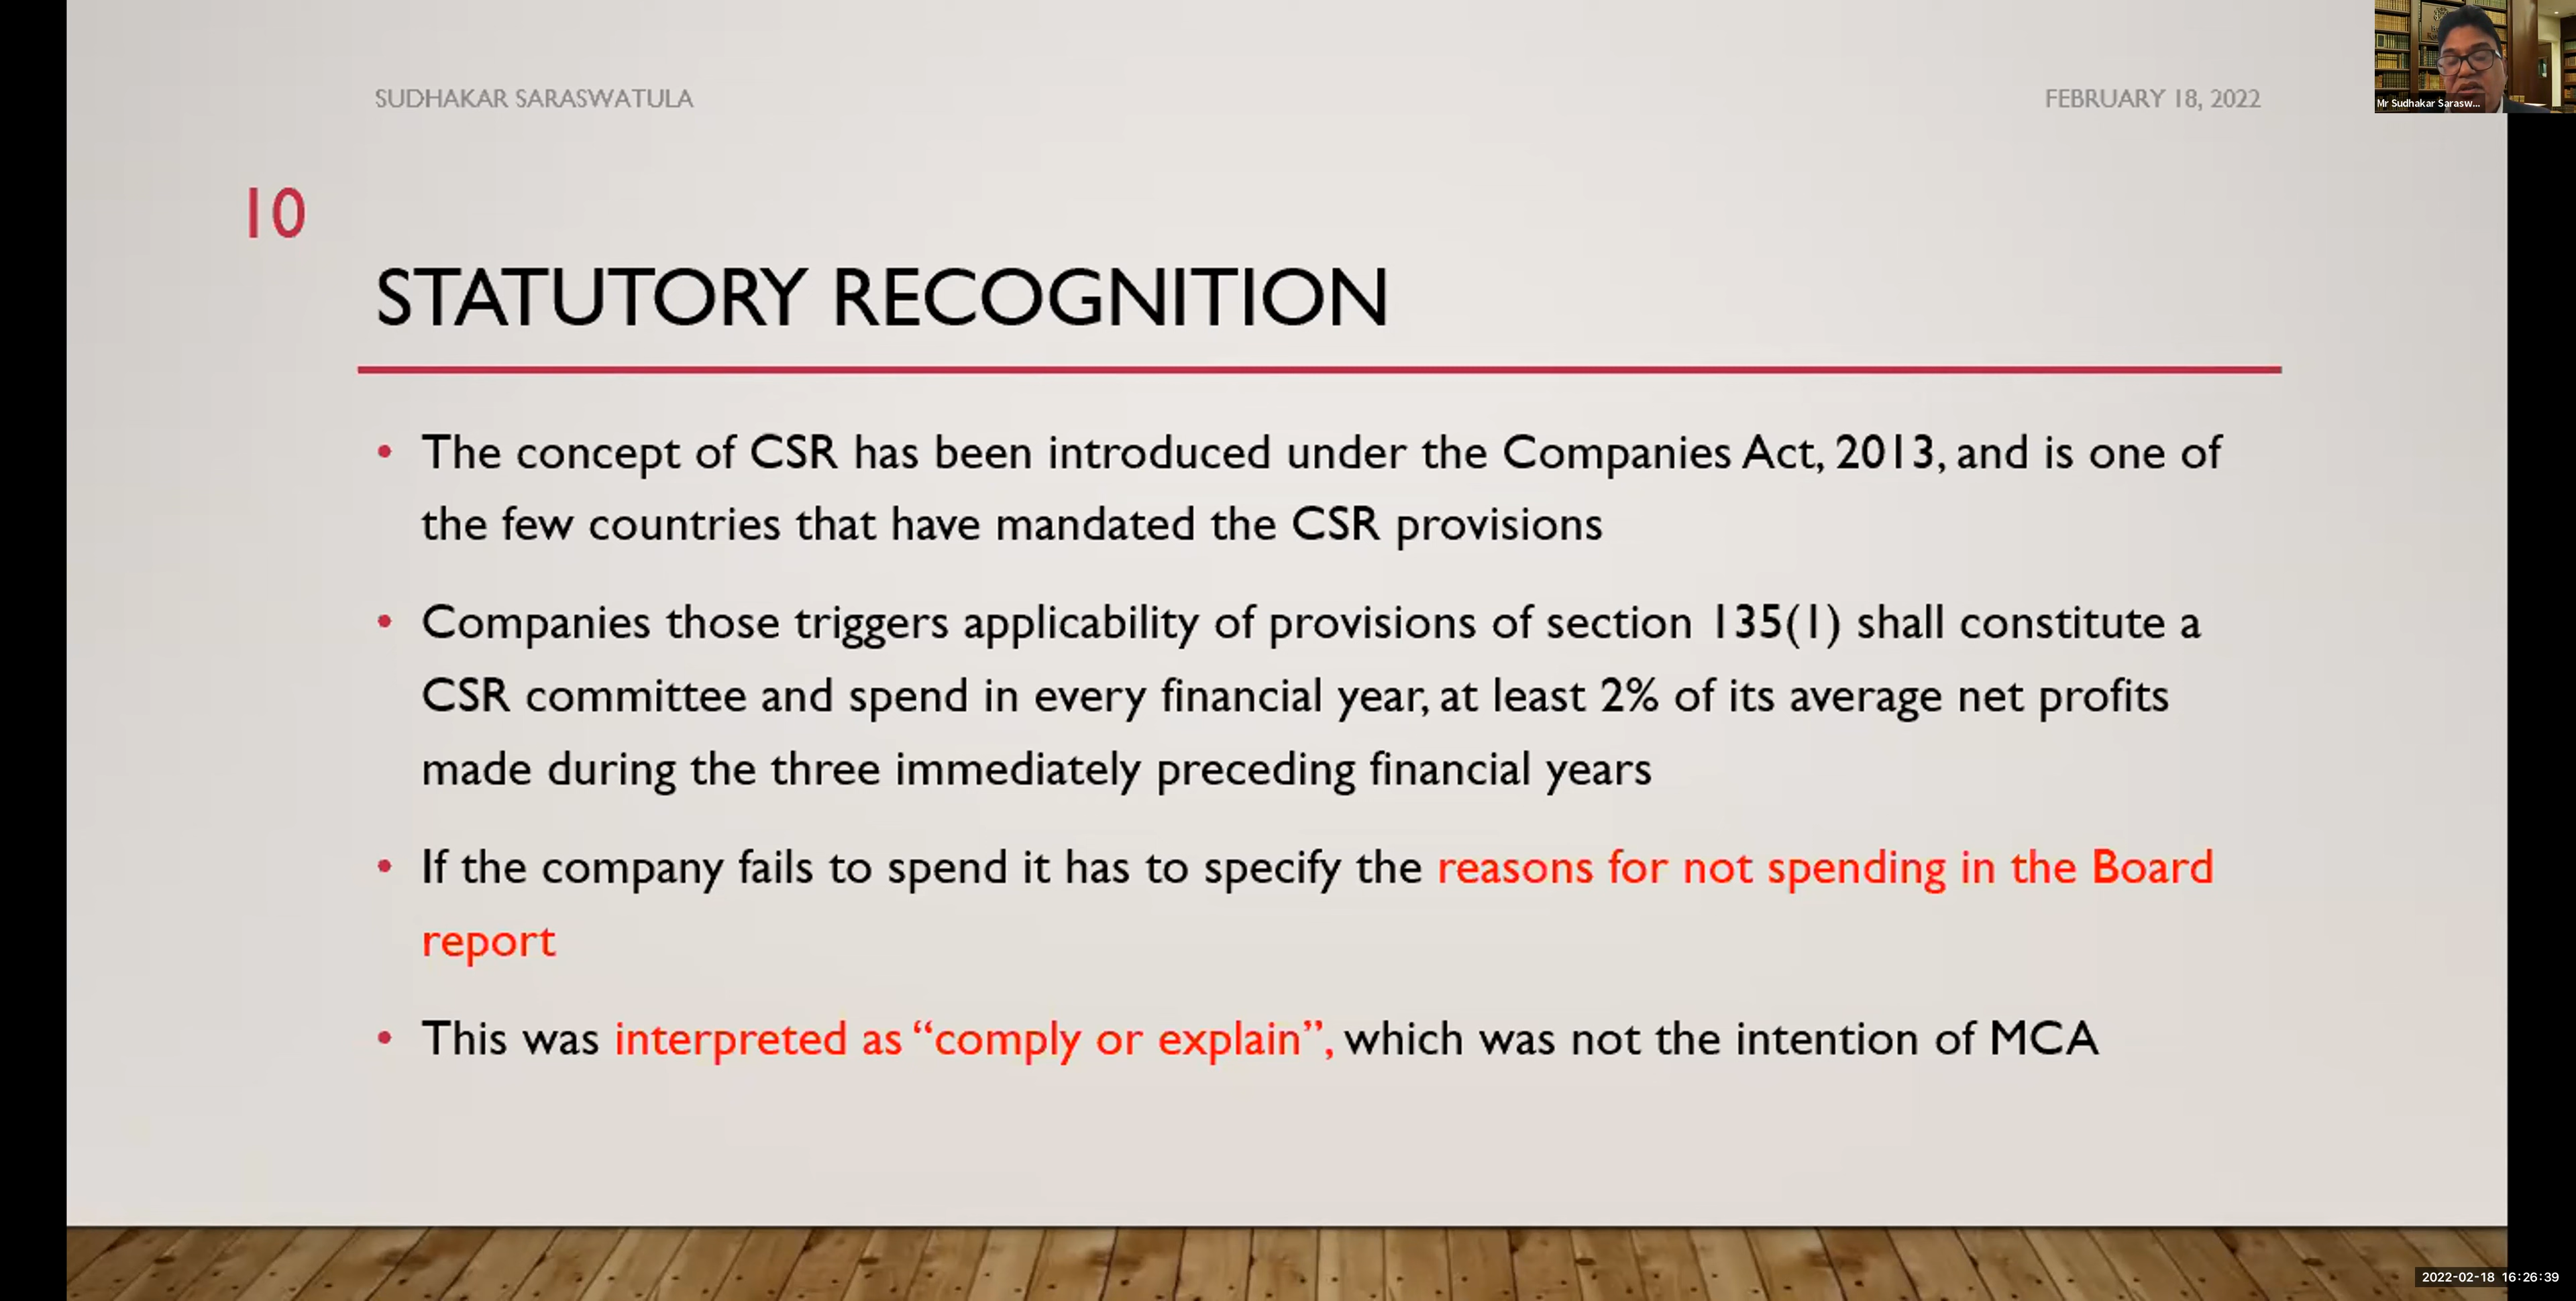 SUDHAKAR SARASWATULA
FEBRUARY 18, 2022
Mr Sudhakar Sarasw...
10
STATUTORY RECOGNITION
• The concept of CSR has been introduced under the Companies Act, 2013, and is one of
the few countries that have mandated the CSR provisions
• Companies those triggers applicability of provisions of section 135(1) shall constitute a
CSR committee and spend in every financial year, at least 2% of its average net profits
made during the three immediately preceding financial years
• If the company fails to spend it has to specify the reasons for not spending in the Board
report
• This was interpreted as “comply or explain”, which was not the intention of MCA
2022-02-18 16:26:39